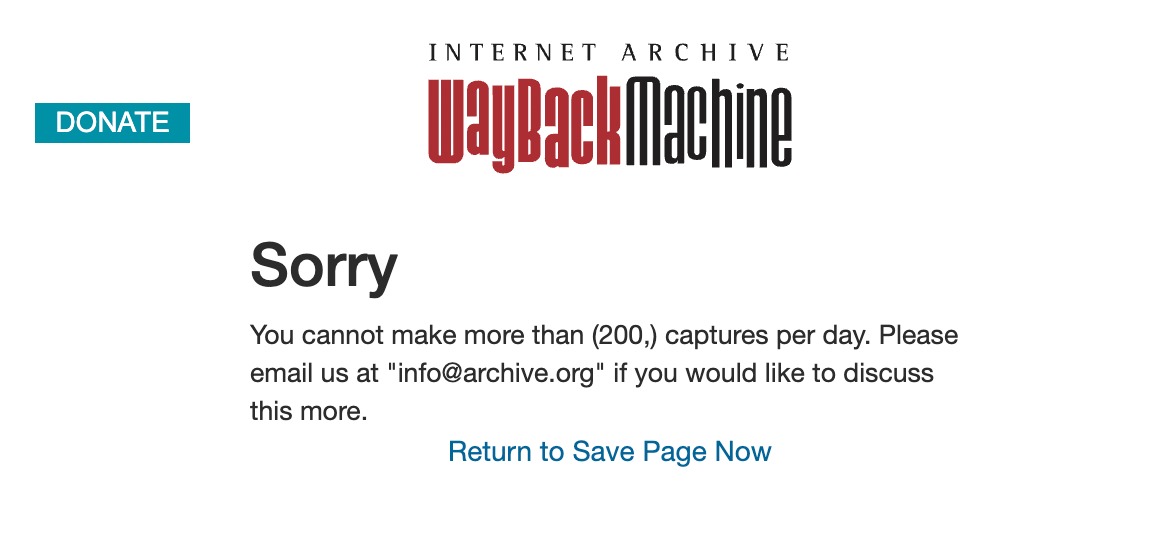 INTERNET ARCHIVE
WayBackMachine
DONATE
Sorry
You cannot make more than (200,) captures per day. Please
email us at "info@archive.org" if you would like to discuss
this more.
Return to Save Page Now